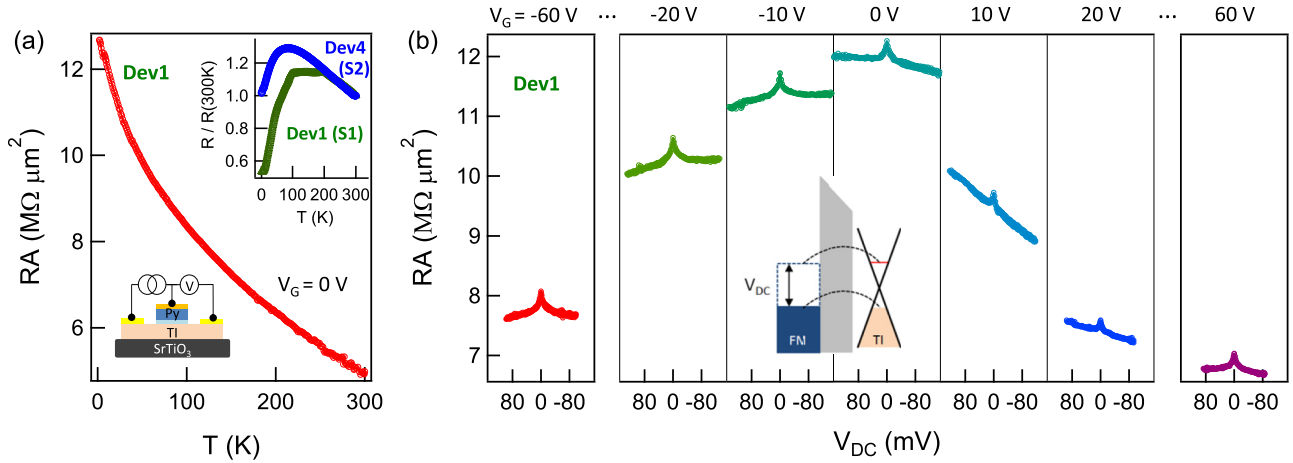 V_G = -60 V ... -20 V -10 V 0 V 10 V 20 V ... 60 V
(a)
Dev1
RA (MΩ μm²)
12
10
8
6
0 100 200 300
T (K)
V_G = 0 V
Dev4
(S2)
Dev1 (S1)
R / R(300K)
1.2
1.0
0.8
0.6
0 100 200 300
T (K)
V
Py
TI
SrTiO₃
(b)
Dev1
RA (MΩ μm²)
12
11
10
9
8
7
V_DC
FN
TI
80 0 -80 80 0 -80 80 0 -80 80 0 -80 80 0 -80 80 0 -80 80 0 -80
V_DC (mV)